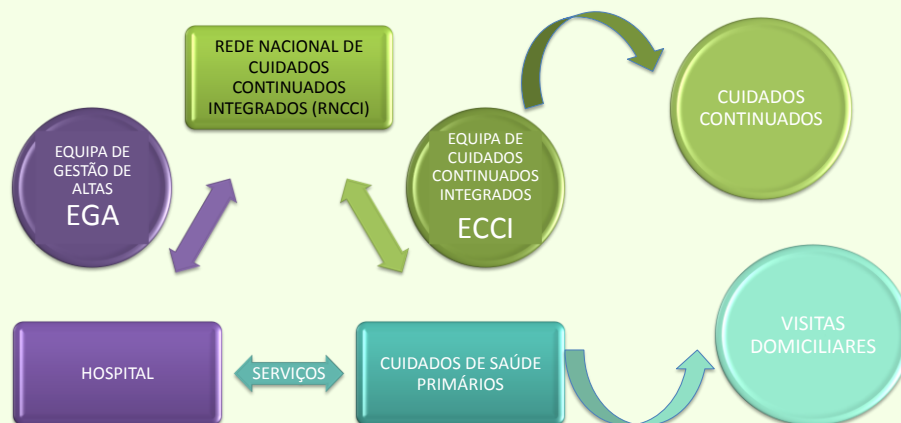 REDE NACIONAL DE
CUIDADOS
CONTINUADOS
INTEGRADOS (RNCCI)
CUIDADOS
CONTINUADOS
EQUIPA DE
GESTÃO DE
ALTAS
EGA
EQUIPA DE
CUIDADOS
CONTINUADOS
INTEGRADOS
ECCI
VISITAS
DOMICILIARES
HOSPITAL
SERVIÇOS
CUIDADOS DE SAÚDE
PRIMÁRIOS